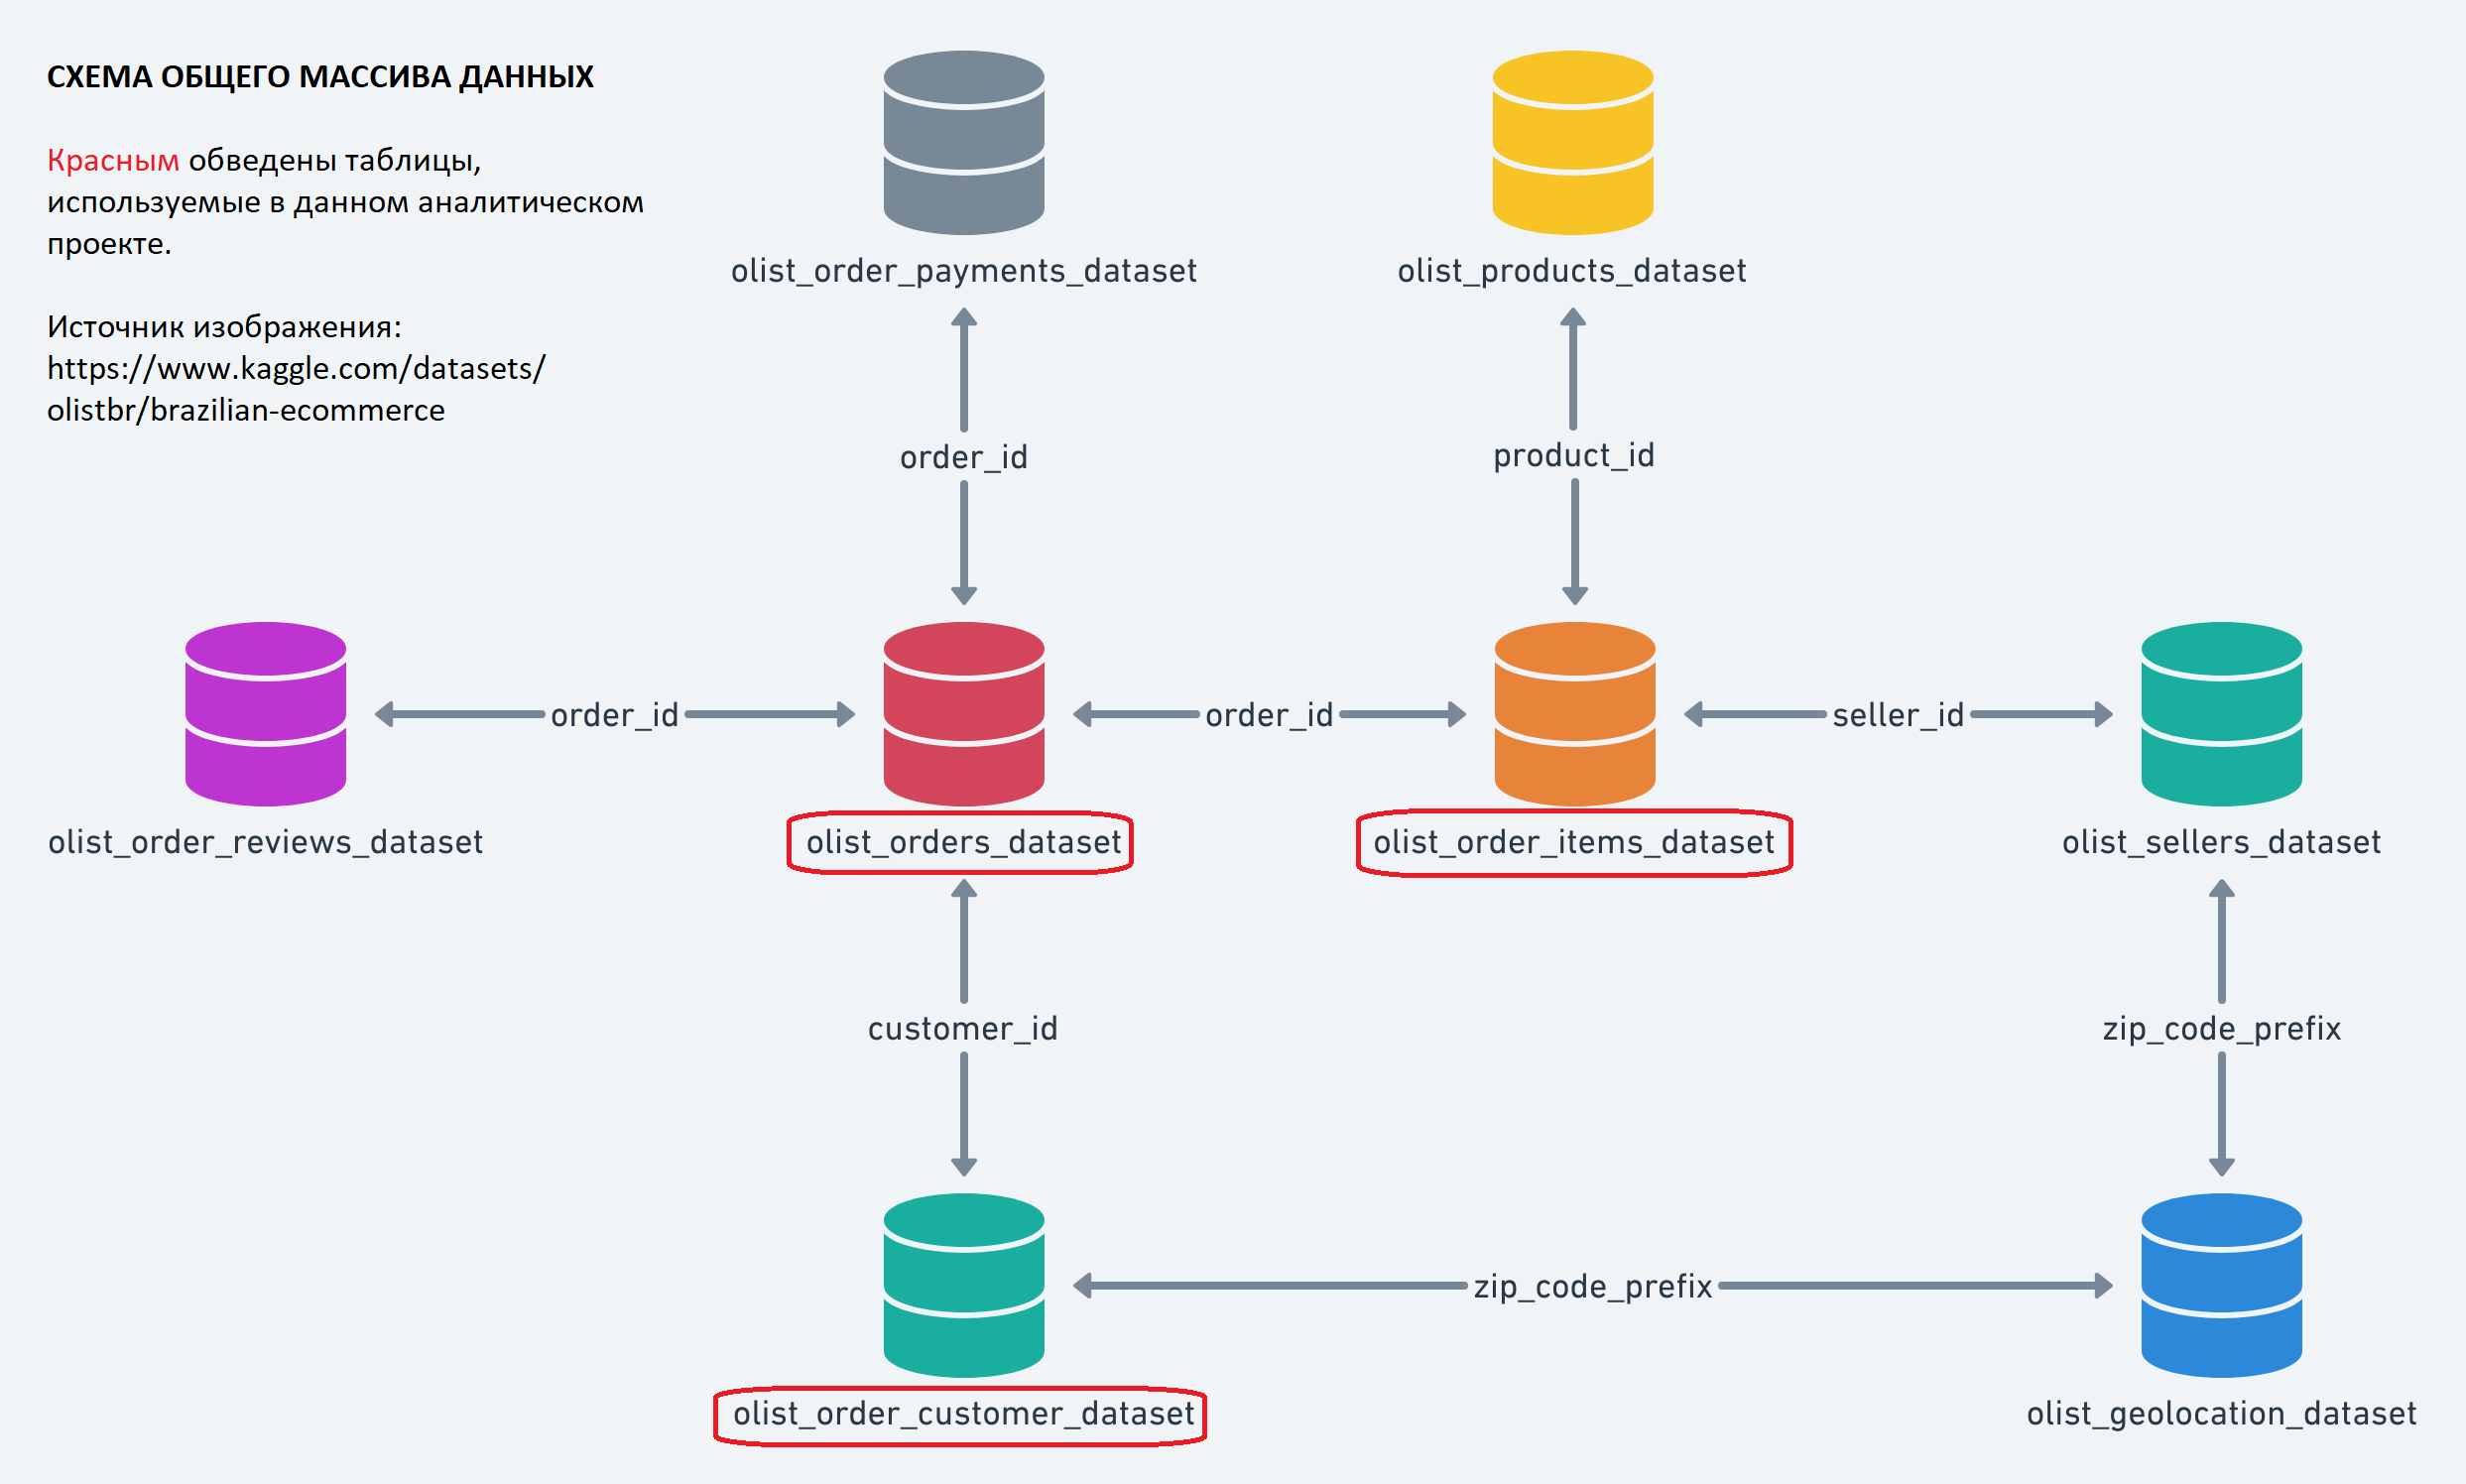 СХЕМА ОБЩЕГО МАССИВА ДАННЫХ
Красным обведены таблицы,
используемые в данном аналитическом
проекте.
Источник изображения:
https://www.kaggle.com/datasets/
olistbr/brazilian-ecommerce
olist_order_payments_dataset
olist_products_dataset
order_id
product_id
order_id
order_id
seller_id
olist_order_reviews_dataset
olist_orders_dataset
olist_order_items_dataset
olist_sellers_dataset
customer_id
zip_code_prefix
zip_code_prefix
olist_order_customer_dataset
olist_geolocation_dataset